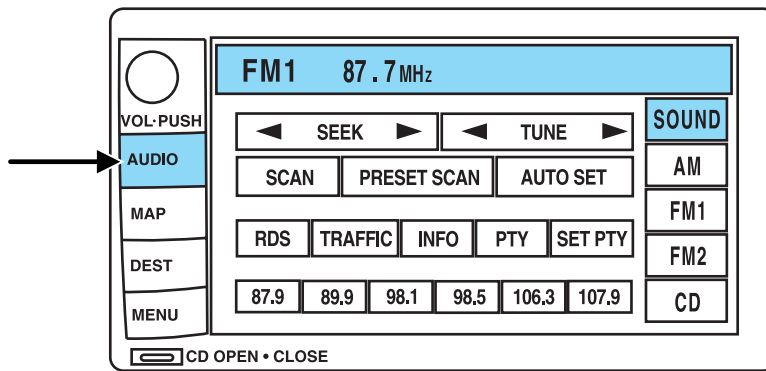 FM1 87.7 MHz
VOL·PUSH
AUDIO
MAP
DEST
MENU
◄ SEEK ►
◄ TUNE ►
SCAN
PRESET SCAN
AUTO SET
RDS
TRAFFIC
INFO
PTY
SET PTY
87.9
89.9
98.1
98.5
106.3
107.9
SOUND
AM
FM1
FM2
CD
CD OPEN • CLOSE